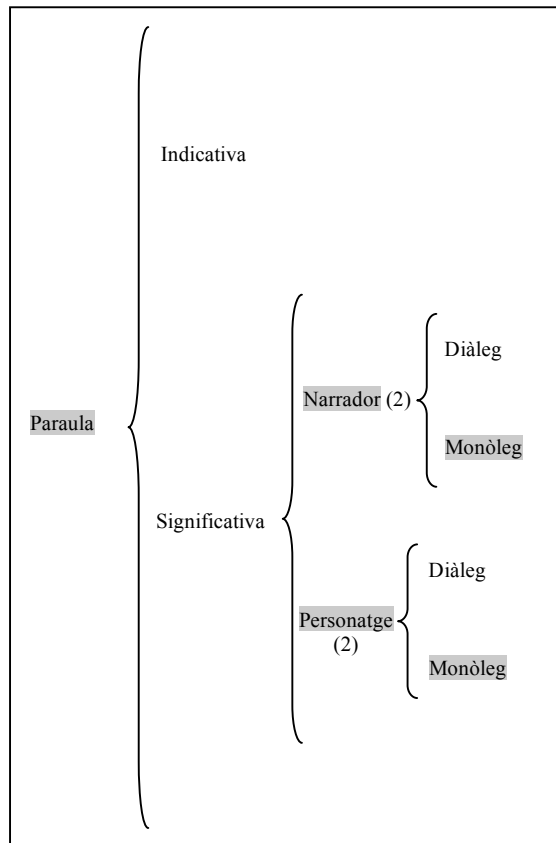 Indicativa
Diàleg
Narrador (2)
Paraula
Monòleg
Significativa
Diàleg
Personatge
(2)
Monòleg